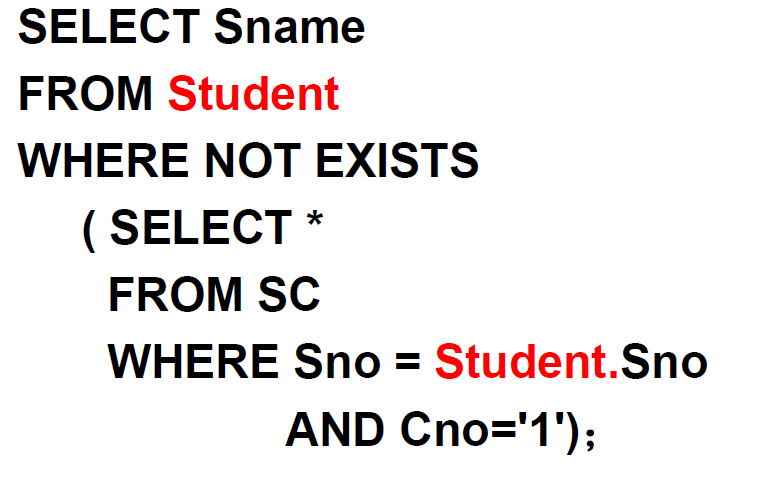 SELECT Sname
FROM Student
WHERE NOT EXISTS
( SELECT *
FROM SC
WHERE Sno = Student.Sno
AND Cno='1')；